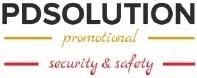 PDSOLUTION
promotional
security & safety